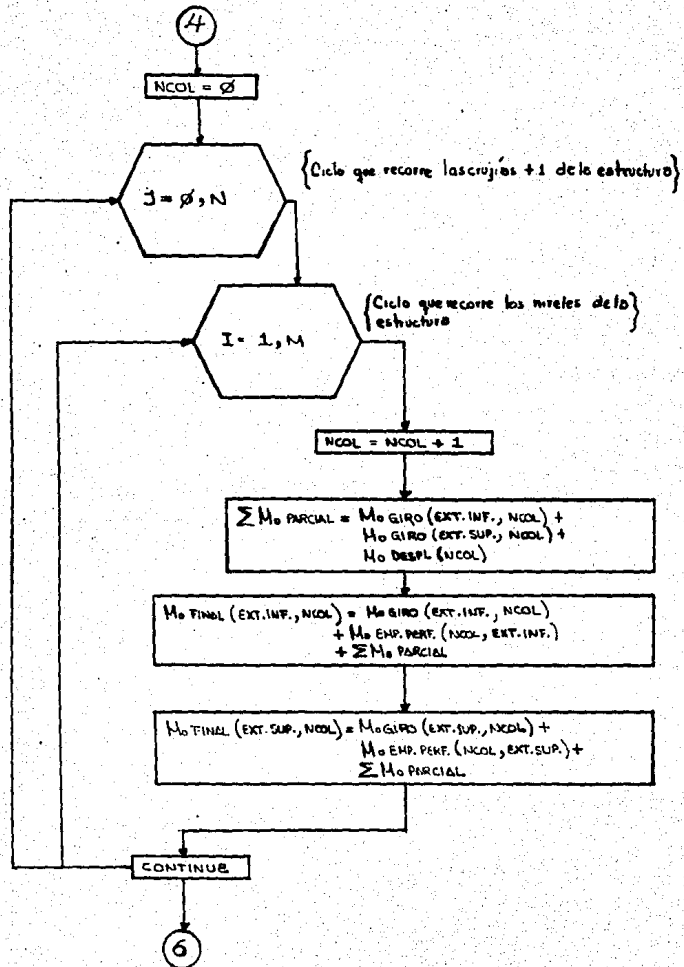 4
NCOL = Ø
J = Ø, N
{Ciclo que recorre las crujías +1 de la estructura}
I = 1, M
{Ciclo que recorre los niveles de la
estructura}
NCOL = NCOL + 1
Σ Mo PARCIAL = Mo GIRO (EXT.INF., NCOL) +
Mo GIRO (EXT.SUP., NCOL) +
Mo DESPL (NCOL)
Mo FINAL (EXT.INF., NCOL) = Mo GIRO (EXT.INF., NCOL)
+ Mo EMP. PERF. (NCOL, EXT.INF.)
+ Σ Mo PARCIAL
Mo FINAL (EXT.SUP., NCOL) = Mo GIRO (EXT.SUP., NCOL) +
Mo EMP. PERF. (NCOL, EXT.SUP.) +
Σ Mo PARCIAL
CONTINUE
6